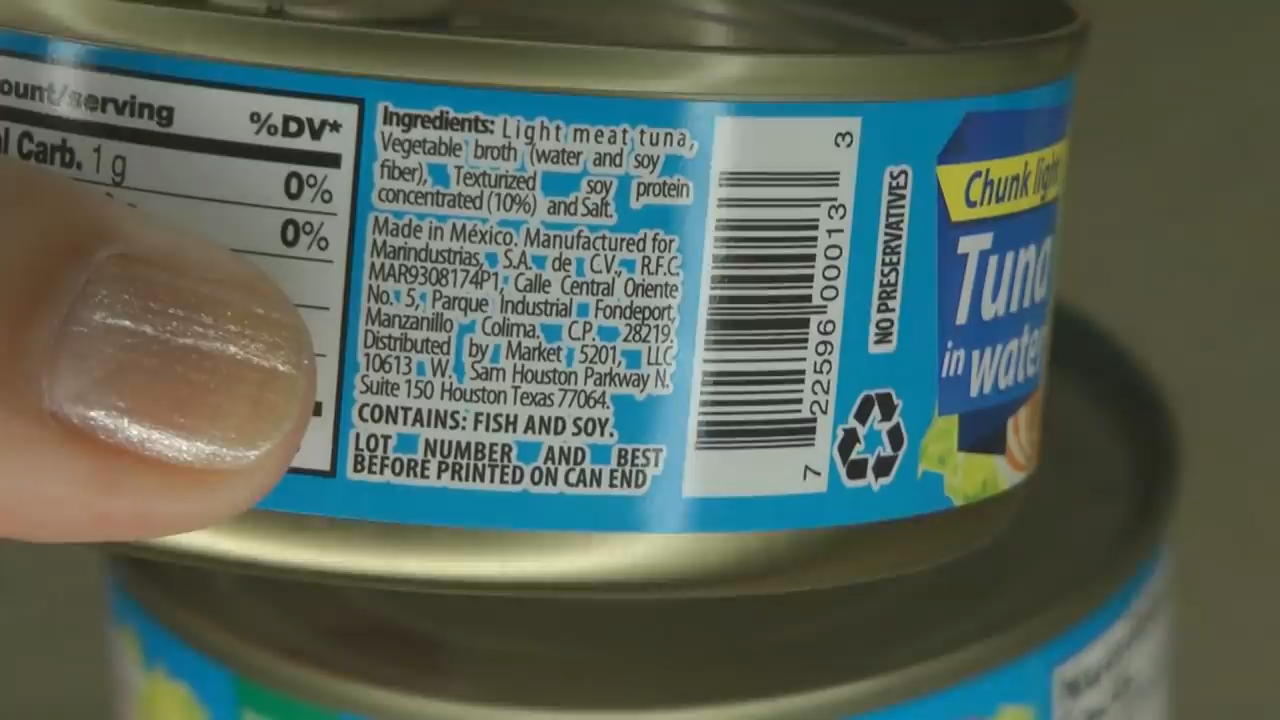 ount/serving %DV*
l Carb. 1 g 0%
0%
Ingredients: Light meat tuna,
Vegetable broth (water and soy
fiber), Texturized soy protein
concentrated (10%) and Salt.
Made in México. Manufactured for
Marindustrias, S.A. de C.V., R.F.C.
MAR9308174P1, Calle Central Oriente
No. 5, Parque Industrial Fondeport,
Manzanillo Colima. C.P. 28219.
Distributed by Market 5201, LLC
10613 W. Sam Houston Parkway N.
Suite 150 Houston Texas 77064.
CONTAINS: FISH AND SOY.
LOT NUMBER AND BEST
BEFORE PRINTED ON CAN END
7 22596 00013 3
NO PRESERVATIVES
Chunk light
Tuna
in water